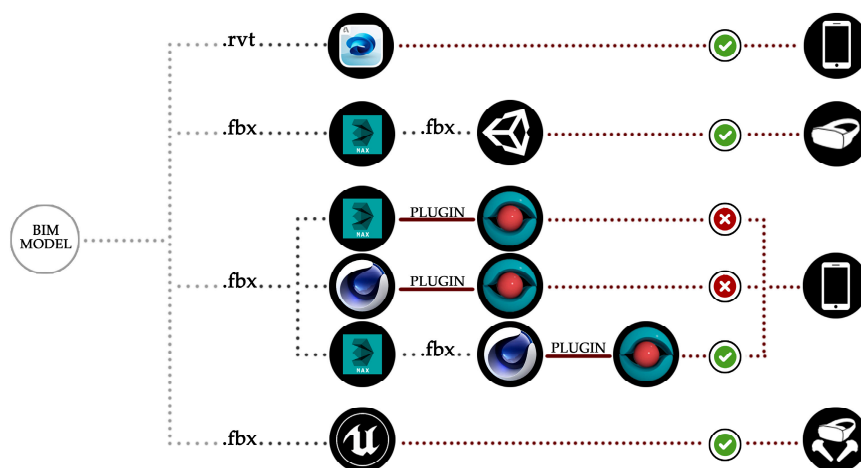 .rvt
A
.fbx
MAX
.fbx
BIM
MODEL
.fbx
MAX
PLUGIN
PLUGIN
MAX
.fbx
PLUGIN
.fbx